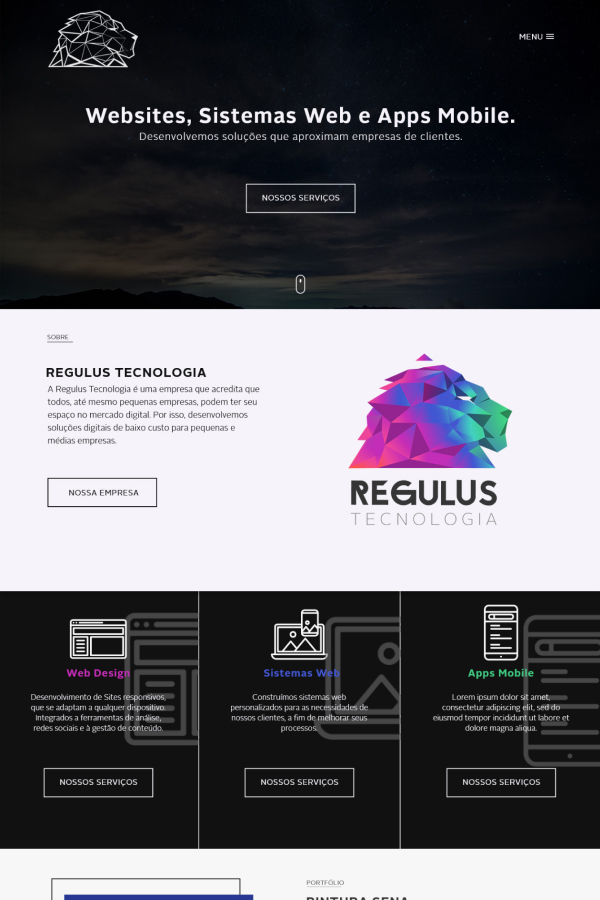 MENU
Websites, Sistemas Web e Apps Mobile.
Desenvolvemos soluções que aproximam empresas de clientes.
NOSSOS SERVIÇOS
SOBRE
REGULUS TECNOLOGIA
A Regulus Tecnologia é uma empresa que acredita que
todos, até mesmo pequenas empresas, podem ter seu
espaço no mercado digital. Por isso, desenvolvemos
soluções digitais de baixo custo para pequenas e
médias empresas.
NOSSA EMPRESA
REGULUS
TECNOLOGIA
Web Design
Desenvolvimento de Sites responsivos,
que se adaptam a qualquer dispositivo.
Integrados a ferramentas de análise,
redes sociais e à gestão de conteúdo.
NOSSOS SERVIÇOS
Sistemas Web
Construímos sistemas web
personalizados para as necessidades de
nossos clientes, a fim de melhorar seus
processos.
NOSSOS SERVIÇOS
Apps Mobile
Lorem ipsum dolor sit amet,
consectetur adipiscing elit, sed do
eiusmod tempor incididunt ut labore et
dolore magna aliqua.
NOSSOS SERVIÇOS
PORTFÓLIO
PINTURA SENA